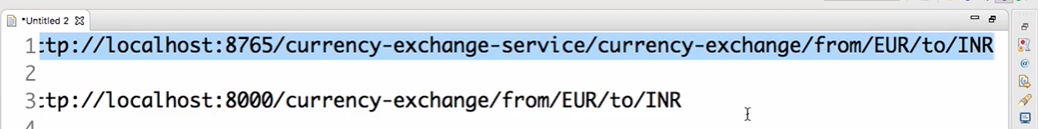 *Untitled 2
1 :tp://localhost:8765/currency-exchange-service/currency-exchange/from/EUR/to/INR
2
3 :tp://localhost:8000/currency-exchange/from/EUR/to/INR
4